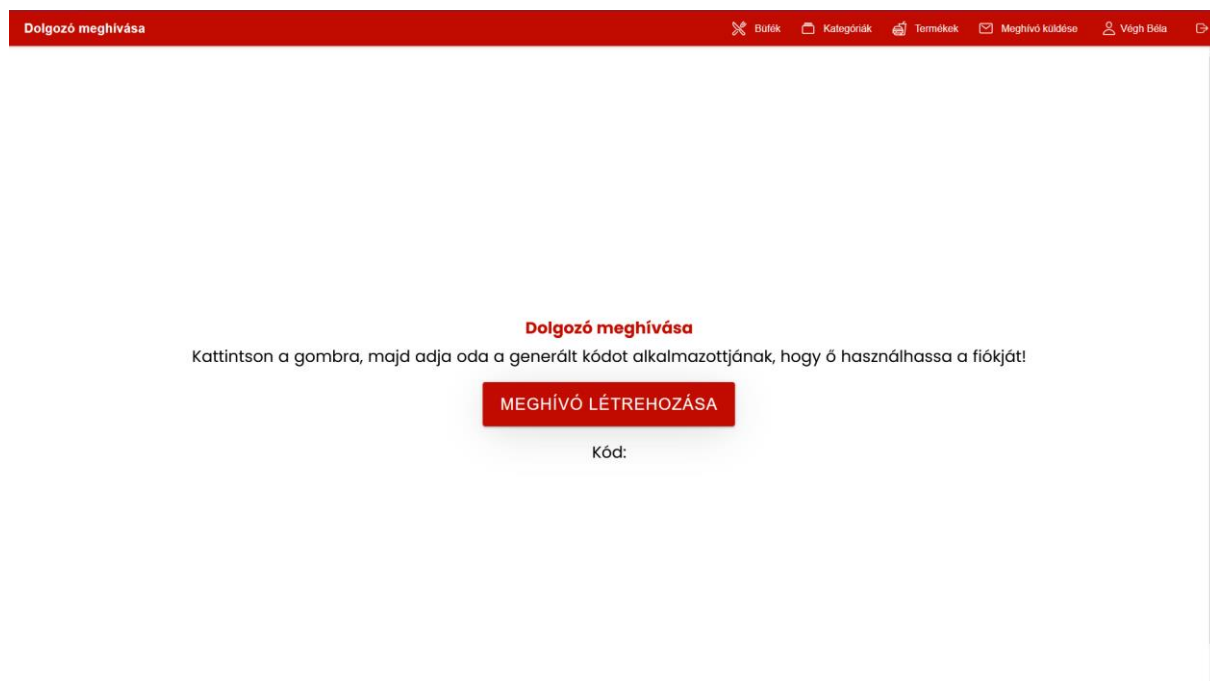 Dolgozó meghívása Büfék Kategóriák Termékek Meghívó küldése Végh Béla
Dolgozó meghívása
Kattintson a gombra, majd adja oda a generált kódot alkalmazottjának, hogy ő használhassa a fiókját!
MEGHÍVÓ LÉTREHOZÁSA
Kód: